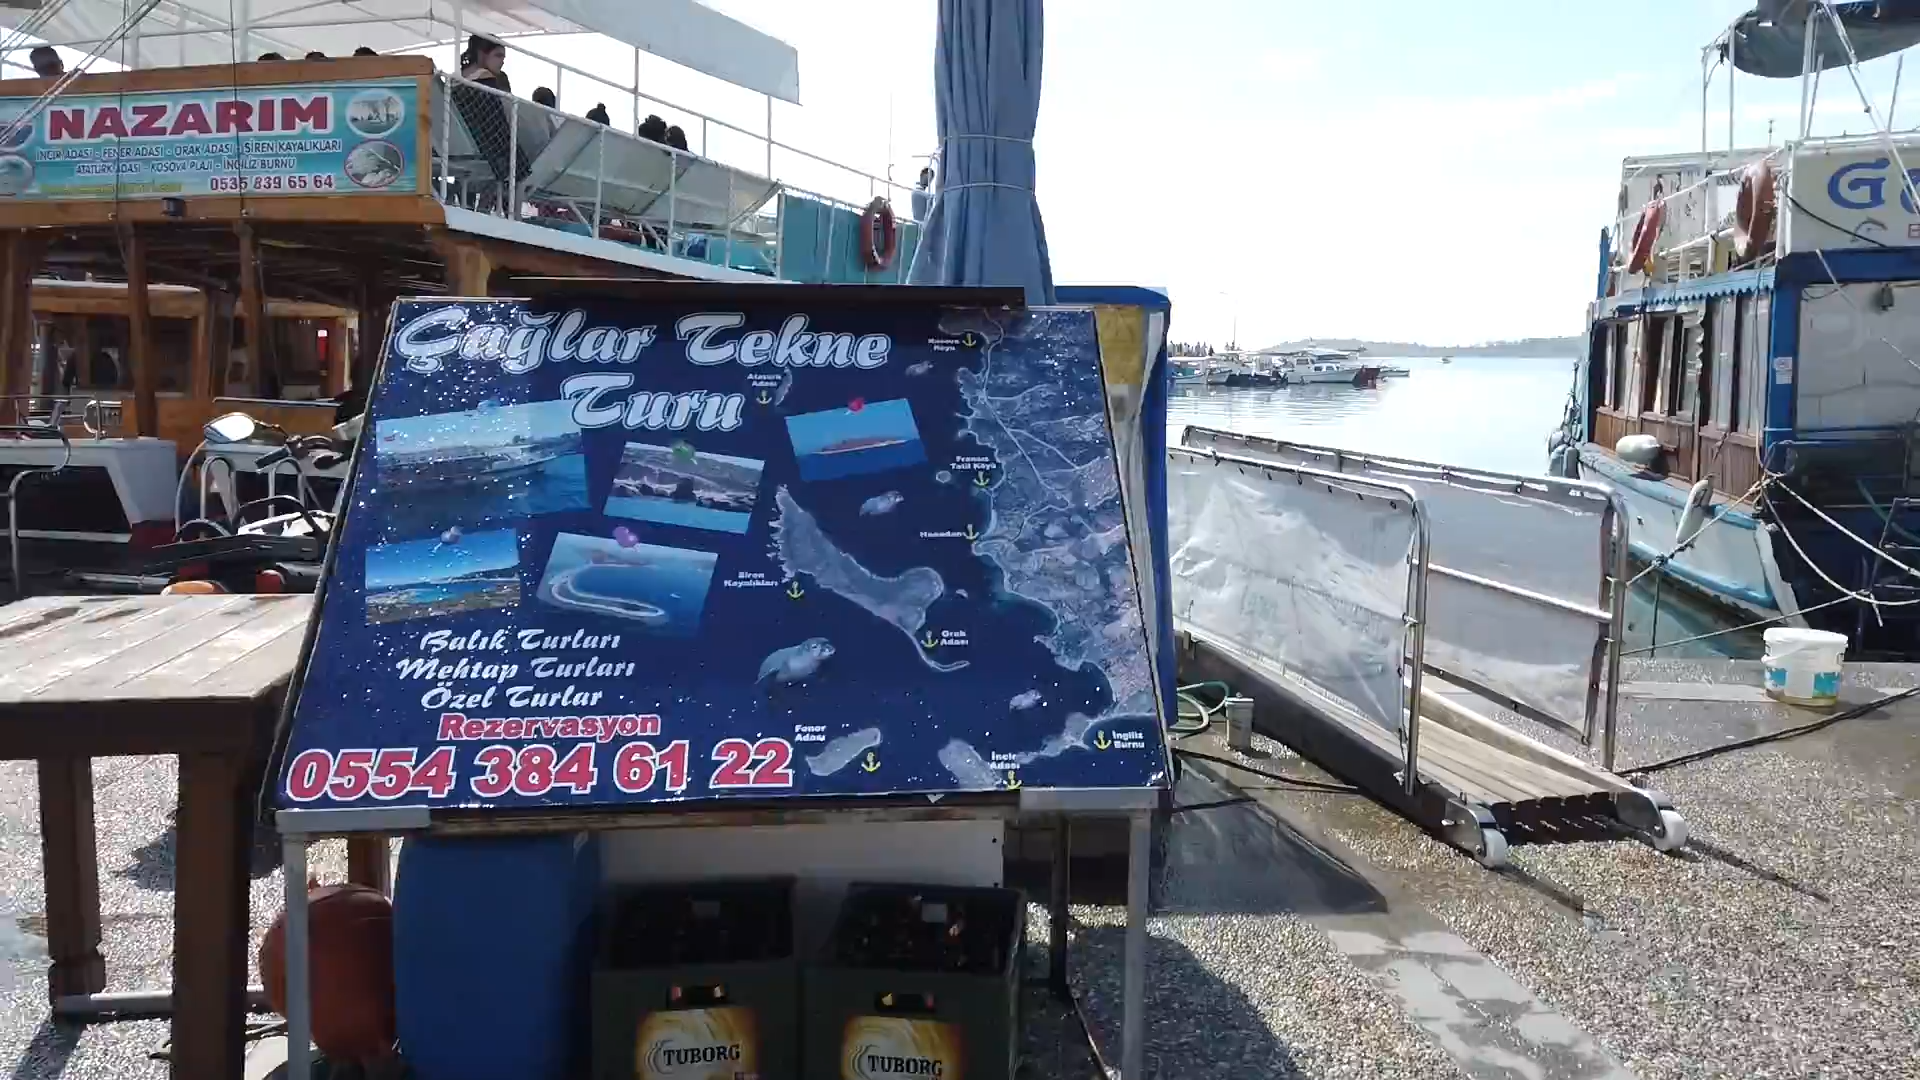 NAZARIM
İNCİR ADASI - FENER ADASI - ORAK ADASI - SİREN KAYALIKLARI
ATATÜRK ADASI - KOSOVA PLAJI - İNGİLİZ BURNU
0535 839 65 64
Çağlar Tekne
Turu
Kosova
Koyu
Atatürk
Adası
Fransız
Tatil Köyü
Hanedan
Siren
Kayalıkları
Orak
Adası
Balık Turları
Mehtap Turları
Özel Turlar
Rezervasyon
0554 384 61 22
Fener
Adası
İncir
Adası
İngiliz
Burnu
TUBORG
TUBORG
G